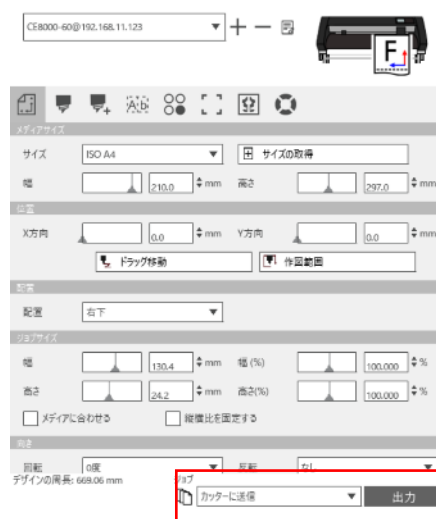 CE8000-60@192.168.11.123
F
A:b
メディアサイズ
サイズ ISO A4 サイズの取得
幅 210.0 mm 高さ 297.0 mm
位置
X方向 0.0 mm Y方向 0.0 mm
ドラッグ移動 作図範囲
配置
配置 右下
ジョブサイズ
幅 130.4 mm 幅(%) 100.000 %
高さ 24.2 mm 高さ(%) 100.000 %
メディアに合わせる 縦横比を固定する
向き
回転 0度 反転 なし
デザインの周長: 669.06 mm ジョブ
カッターに送信 出力